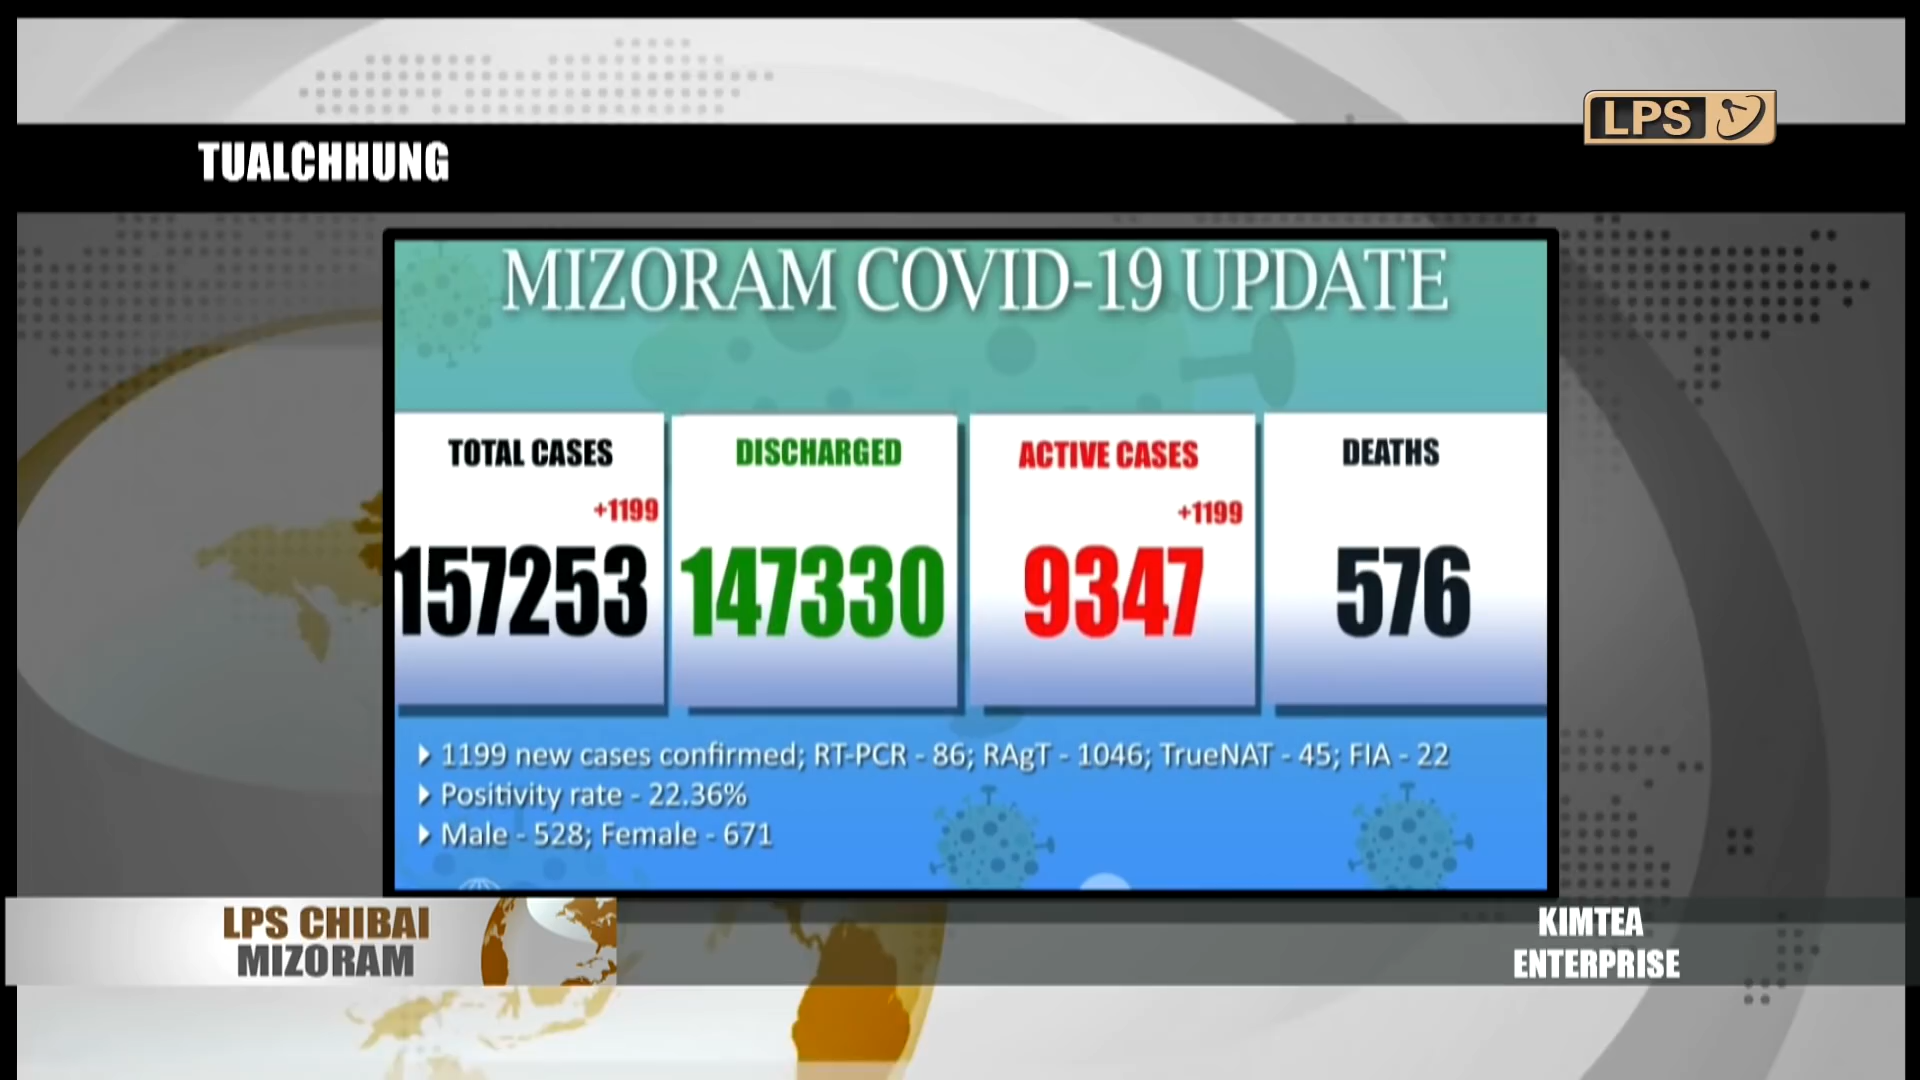 LPS
TUALCHHUNG
MIZORAM COVID-19 UPDATE
TOTAL CASES
+1199
157253
DISCHARGED
147330
ACTIVE CASES
+1199
9347
DEATHS
576
1199 new cases confirmed; RT-PCR - 86; RAgT - 1046; TrueNAT - 45; FIA - 22
Positivity rate - 22.36%
Male - 528; Female - 671
LPS CHIBAI
MIZORAM
KIMTEA
ENTERPRISE